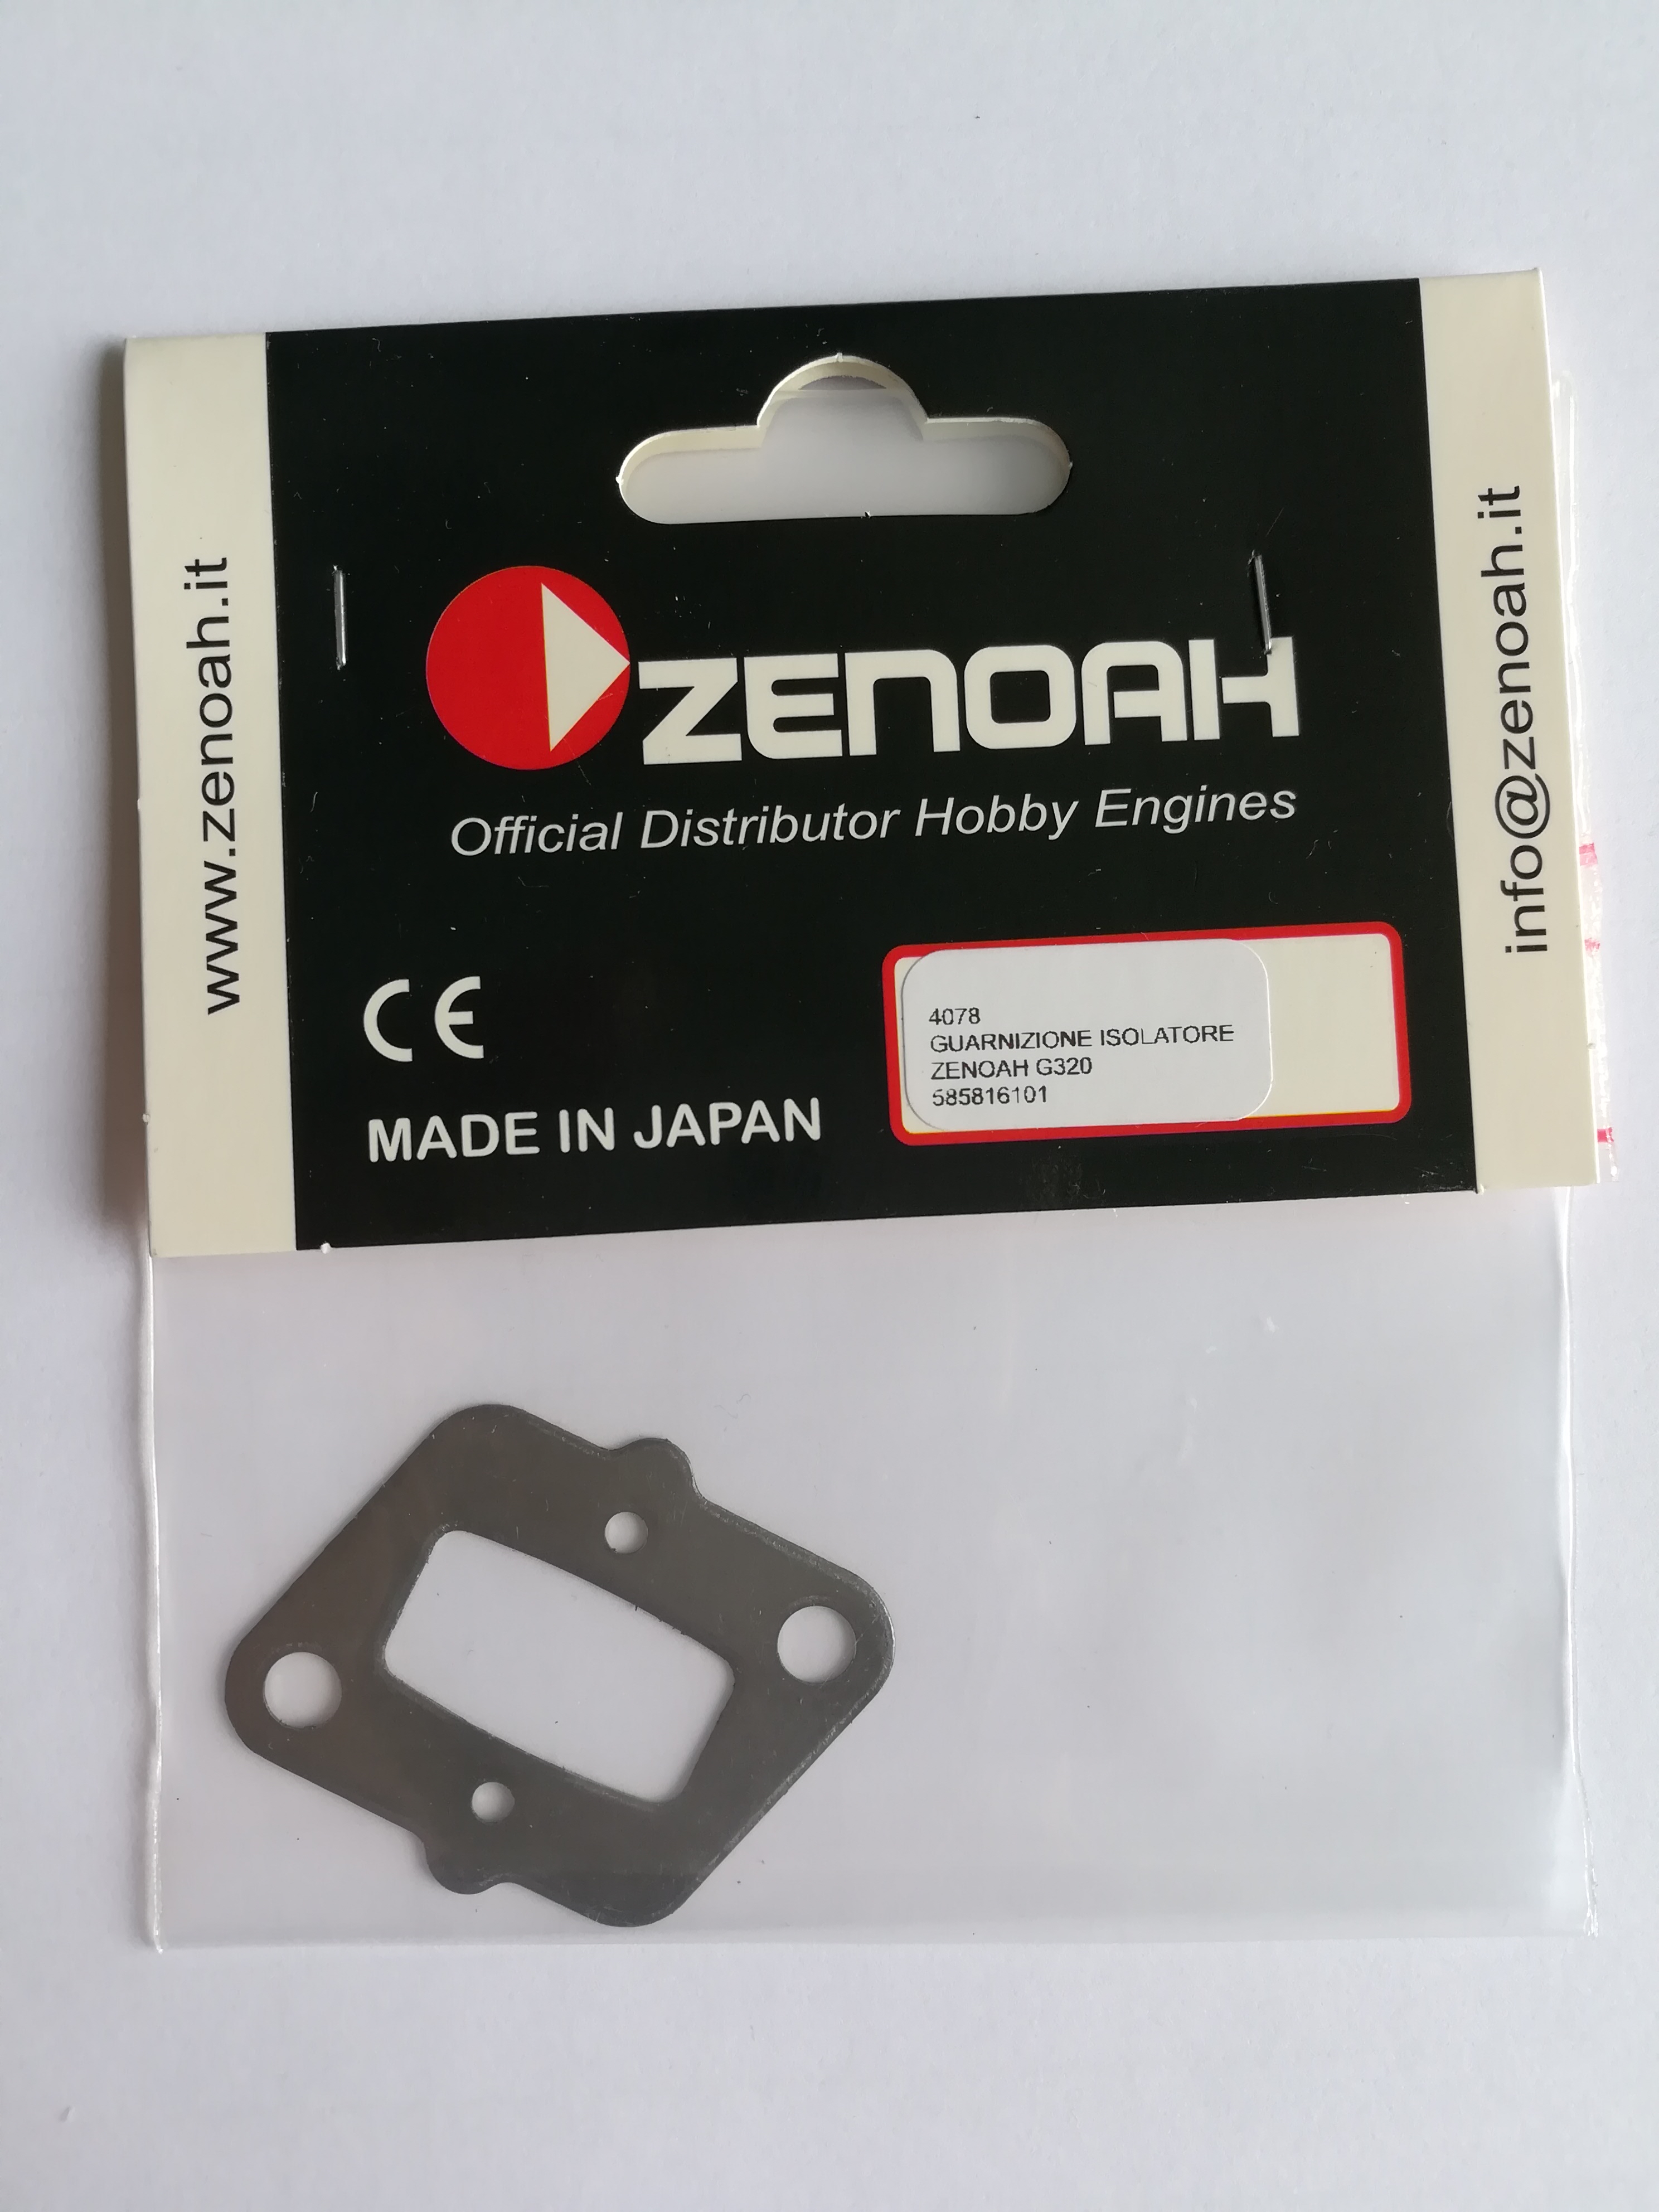 www.zenoah.it
ZENOAH
Official Distributor Hobby Engines
CE
MADE IN JAPAN
4078
GUARNIZIONE ISOLATORE
ZENOAH G320
585816101
info@zenoah.it